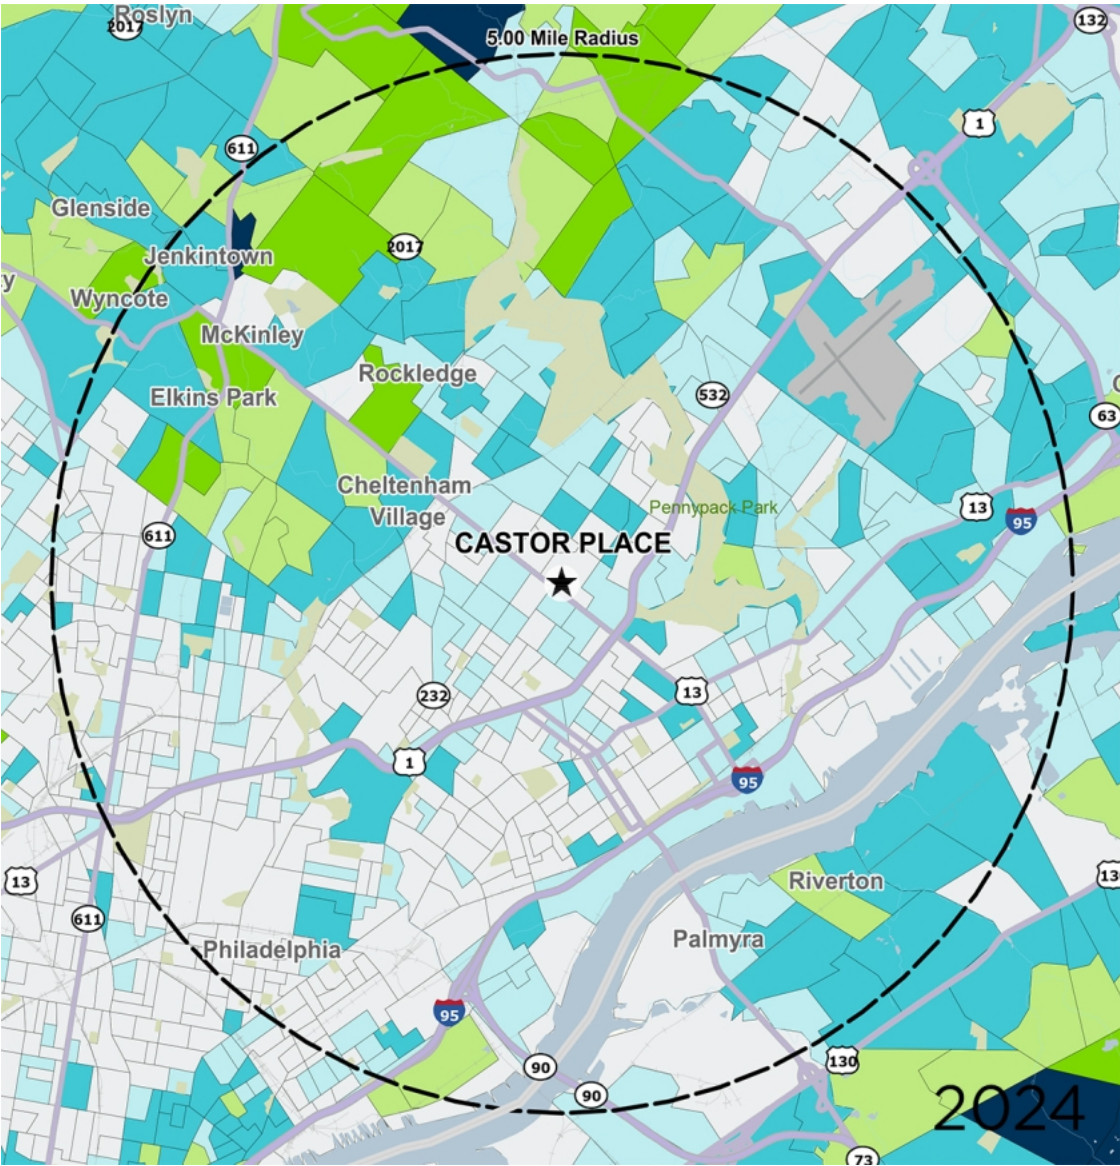 Roslyn
2017
132
5.00 Mile Radius
1
611
Glenside
2017
Jenkintown
Wyncote
McKinley
Rockledge
532
Elkins Park
63
Cheltenham
Village
Pennypack Park
13
95
611
CASTOR PLACE
232
13
1
95
13
Riverton
611
Philadelphia
Palmyra
95
130
90
90
2024
73